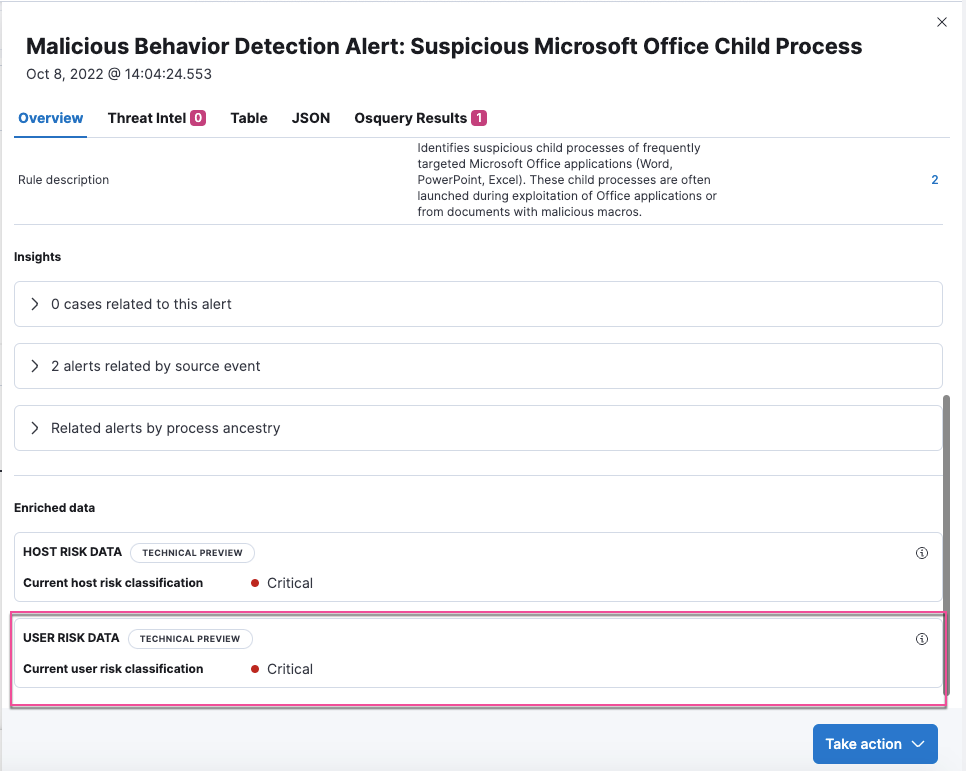 Malicious Behavior Detection Alert: Suspicious Microsoft Office Child Process
Oct 8, 2022 @ 14:04:24.553
Overview Threat Intel 0 Table JSON Osquery Results 1
Identifies suspicious child processes of frequently
targeted Microsoft Office applications (Word,
Rule description PowerPoint, Excel). These child processes are often 2
launched during exploitation of Office applications or
from documents with malicious macros.
Insights
0 cases related to this alert
2 alerts related by source event
Related alerts by process ancestry
Enriched data
HOST RISK DATA TECHNICAL PREVIEW
Current host risk classification Critical
USER RISK DATA TECHNICAL PREVIEW
Current user risk classification Critical
Take action